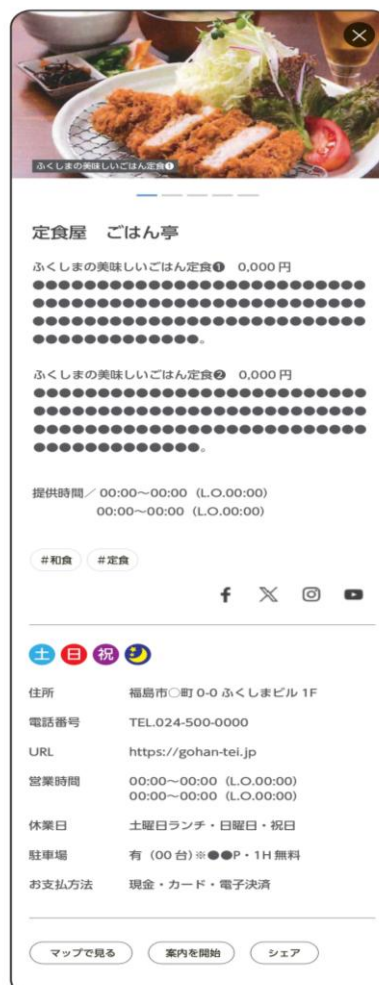 ふくしまの美味しいごはん定食❶
定食屋　ごはん亭
ふくしまの美味しいごはん定食❶　0,000 円
●●●●●●●●●●●●●●●●●●●●●●●●●●●
●●●●●●●●●●●●●●●●●●●●●●●●●●●
●●●●●●●●●●●●●●●●●●●●●●●●●●●
●●●●●●●●●●●●●。
ふくしまの美味しいごはん定食❷　0,000 円
●●●●●●●●●●●●●●●●●●●●●●●●●●●
●●●●●●●●●●●●●●●●●●●●●●●●●●●
●●●●●●●●●●●●●●●●●●●●●●●●●●●
●●●●●●●●●●●●●。
提供時間／ 00:00～00:00（L.O.00:00）
00:00～00:00（L.O.00:00）
#和食　#定食
土 日 祝
住所　福島市○町 0-0 ふくしまビル 1F
電話番号　TEL.024-500-0000
URL　https://gohan-tei.jp
営業時間　00:00～00:00（L.O.00:00）
00:00～00:00（L.O.00:00）
休業日　土曜日ランチ・日曜日・祝日
駐車場　有（00 台）※●●P・1H 無料
お支払方法　現金・カード・電子決済
マップで見る　案内を開始　シェア